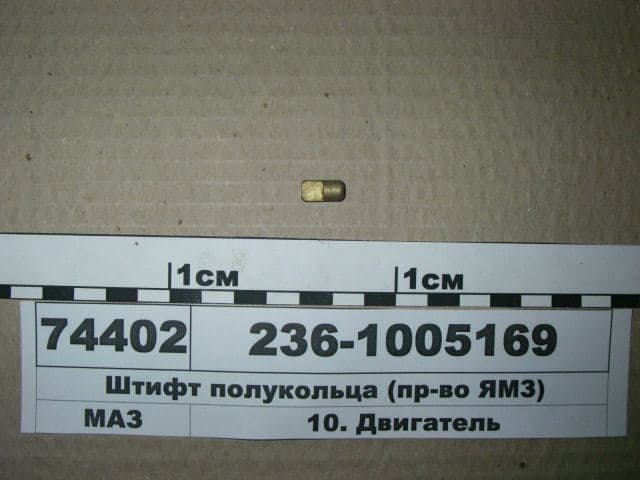 1см 1см
74402 236-1005169
Штифт полукольца (пр-во ЯМЗ)
МАЗ 10. Двигатель